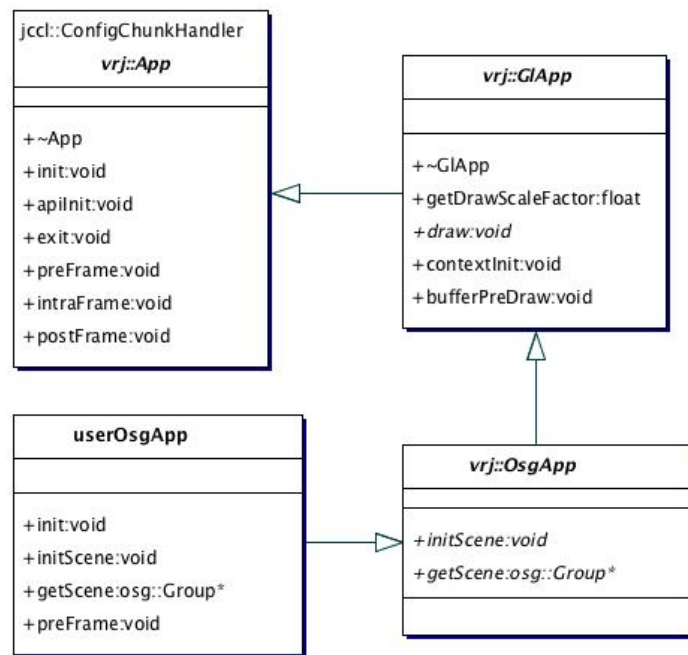 jccl::ConfigChunkHandler
vrj::App
+~App
+init:void
+apiInit:void
+exit:void
+preFrame:void
+intraFrame:void
+postFrame:void
vrj::GlApp
+~GlApp
+getDrawScaleFactor:float
+draw:void
+contextInit:void
+bufferPreDraw:void
userOsgApp
+init:void
+initScene:void
+getScene:osg::Group*
+preFrame:void
vrj::OsgApp
+initScene:void
+getScene:osg::Group*